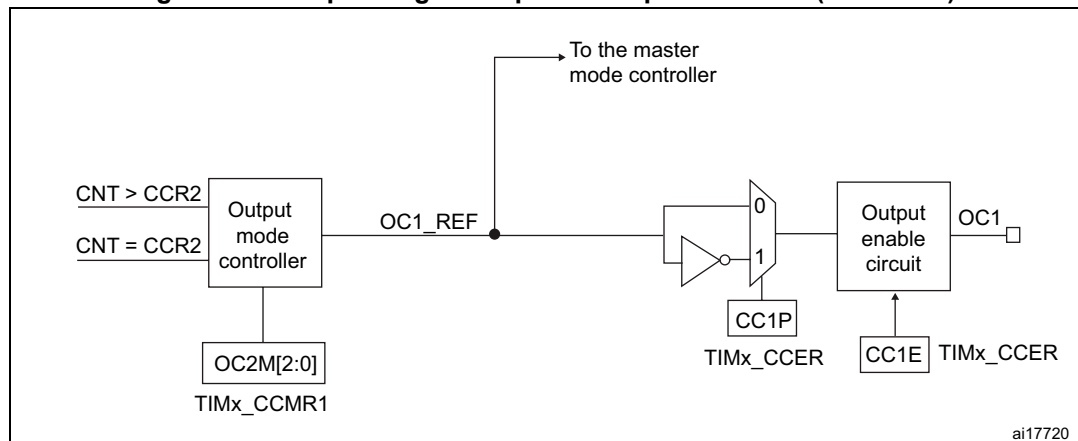 To the master
mode controller
CNT > CCR2
CNT = CCR2
Output
mode
controller
OC1_REF
0
1
Output
enable
circuit
OC1
CC1P
TIMx_CCER
CC1E
TIMx_CCER
OC2M[2:0]
TIMx_CCMR1
ai17720